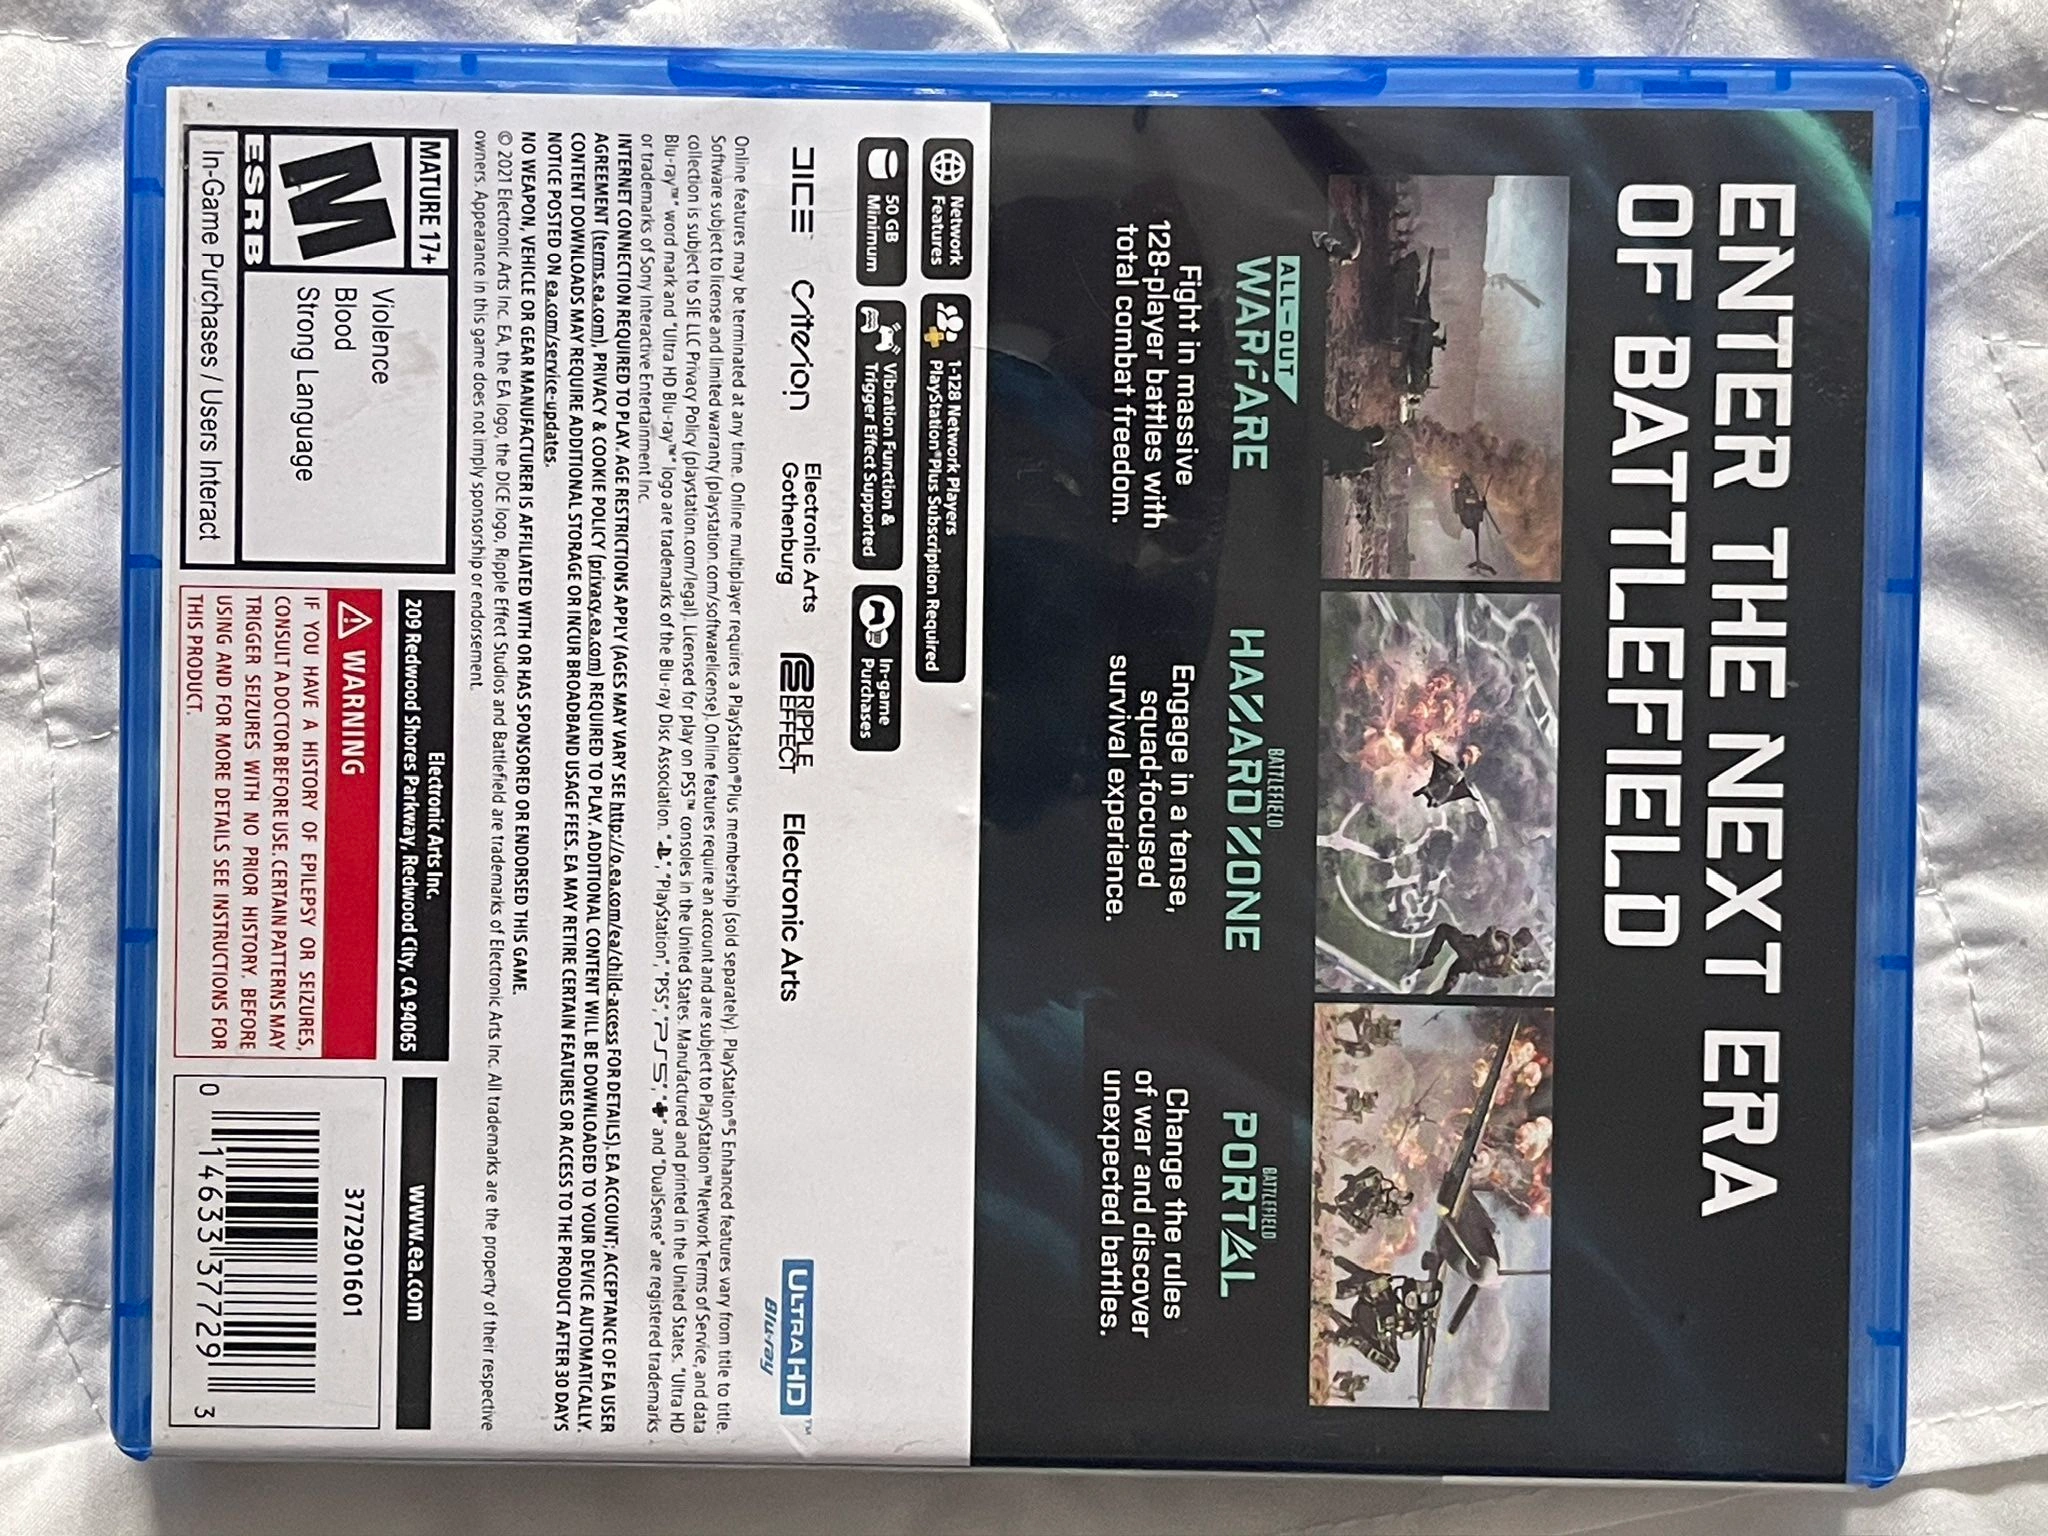 ENTER THE NEXT ERA
OF BATTLEFIELD
ALL-OUT
WARFARE
Fight in massive
128-player battles with
total combat freedom.
BATTLEFIELD
HAZARD ZONE
Engage in a tense,
squad-focused
survival experience.
BATTLEFIELD
PORTAL
Change the rules
of war and discover
unexpected battles.
Network
Features
1-128 Network Players
PlayStation®Plus Subscription Required
50 GB
Minimum
Vibration Function &
Trigger Effect Supported
In-game
Purchases
DICE
Criterion
Electronic Arts
Gothenburg
RIPPLE
EFFECT
Electronic Arts
ULTRA HD™
Blu-ray
Online features may be terminated at any time. Online multiplayer requires a PlayStation®Plus membership (sold separately). PlayStation®5 Enhanced features vary from title to title.
Software subject to license and limited warranty (playstation.com/softwarelicense). Online features require an account and are subject to PlayStation™Network Terms of Service, and data
collection is subject to SIE LLC Privacy Policy (playstation.com/legal). Licensed for play on PS5™ consoles in the United States. Manufactured and printed in the United States. "Ultra HD
Blu-ray™" word mark and "Ultra HD Blu-ray™" logo are trademarks of the Blu-ray Disc Association. " ", "PlayStation", "PS5", "PS5", " " and "DualSense" are registered trademarks
or trademarks of Sony Interactive Entertainment Inc.
INTERNET CONNECTION REQUIRED TO PLAY. AGE RESTRICTIONS APPLY (AGES MAY VARY SEE http://o.ea.com/ea/child-access FOR DETAILS). EA ACCOUNT; ACCEPTANCE OF EA USER
AGREEMENT (terms.ea.com), PRIVACY & COOKIE POLICY (privacy.ea.com) REQUIRED TO PLAY. ADDITIONAL CONTENT WILL BE DOWNLOADED TO YOUR DEVICE AUTOMATICALLY.
CONTENT DOWNLOADS MAY REQUIRE ADDITIONAL STORAGE OR INCUR BROADBAND USAGE FEES. EA MAY RETIRE CERTAIN FEATURES OR ACCESS TO THE PRODUCT AFTER 30 DAYS
NOTICE POSTED ON ea.com/service-updates.
NO WEAPON, VEHICLE OR GEAR MANUFACTURER IS AFFILIATED WITH OR HAS SPONSORED OR ENDORSED THIS GAME.
© 2021 Electronic Arts Inc. EA, the EA logo, the DICE logo, Ripple Effect Studios and Battlefield are trademarks of Electronic Arts Inc. All trademarks are the property of their respective
owners. Appearance in this game does not imply sponsorship or endorsement.
MATURE 17+
M
ESRB
Violence
Blood
Strong Language
In-Game Purchases / Users Interact
Electronic Arts Inc.
209 Redwood Shores Parkway, Redwood City, CA 94065
WARNING
IF YOU HAVE A HISTORY OF EPILEPSY OR SEIZURES,
CONSULT A DOCTOR BEFORE USE. CERTAIN PATTERNS MAY
TRIGGER SEIZURES WITH NO PRIOR HISTORY. BEFORE
USING AND FOR MORE DETAILS SEE INSTRUCTIONS FOR
THIS PRODUCT.
www.ea.com
3772901601
0 14633 37729 3